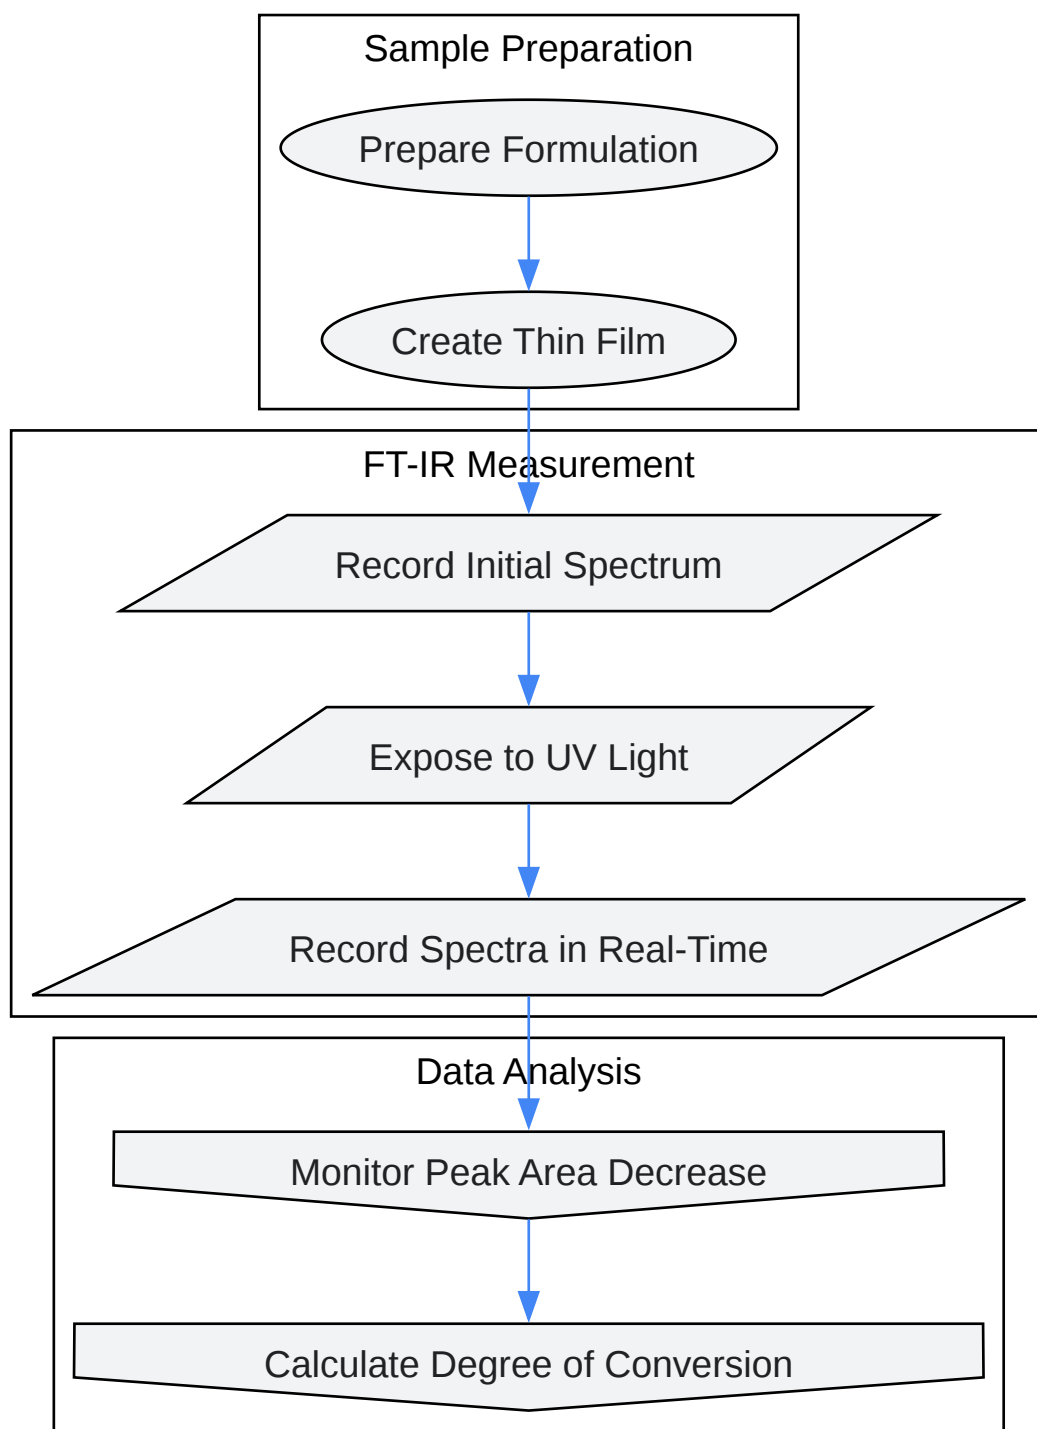 Sample Preparation
Prepare Formulation
Create Thin Film
FT-IR Measurement
Record Initial Spectrum
Expose to UV Light
Record Spectra in Real-Time
Data Analysis
Monitor Peak Area Decrease
Calculate Degree of Conversion